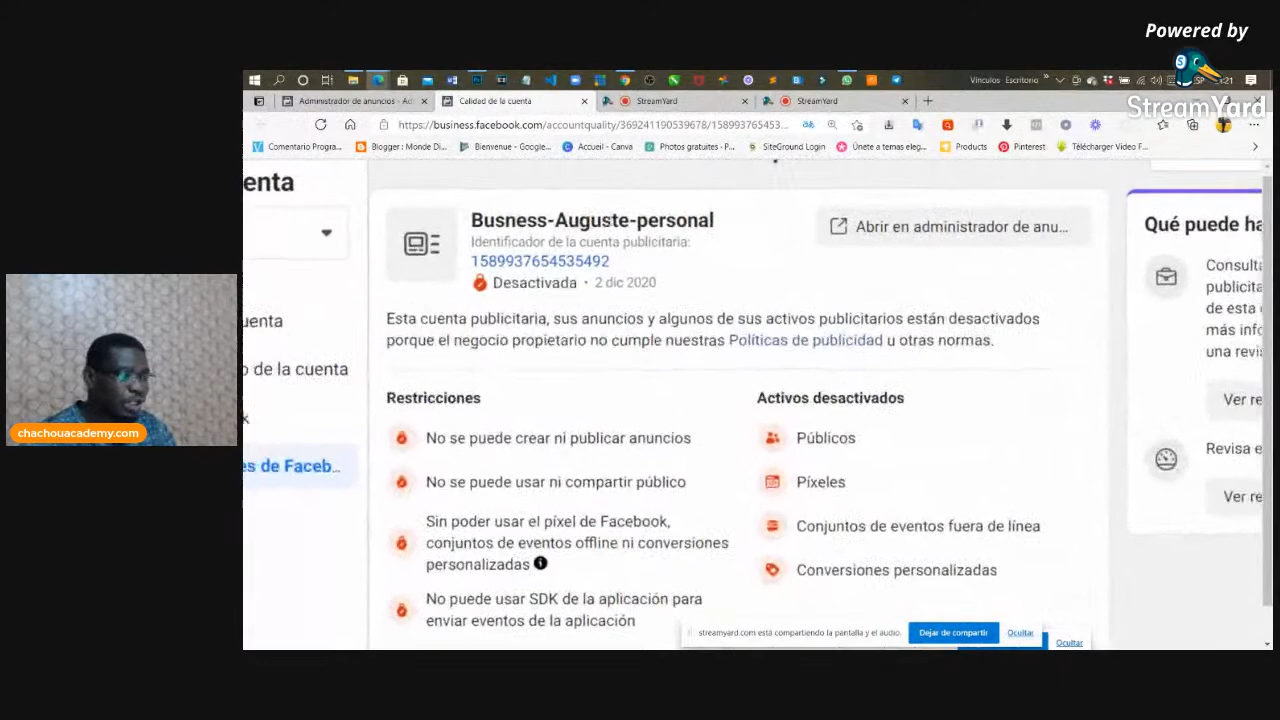 Powered by
StreamYard
Vínculos Escritorio
Administrador de anuncios - Ad
Calidad de la cuenta
StreamYard
StreamYard
https://business.facebook.com/accountquality/369241190539678/158993765453...
Comentario Progra...
Blogger : Monde Di...
Bienvenue - Google...
Accueil - Canva
Photos gratuites - P...
SiteGround Login
Únete a temas eleg...
Products
Pinterest
Télécharger Video F...
enta
Busness-Auguste-personal
Identificador de la cuenta publicitaria:
1589937654535492
Desactivada · 2 dic 2020
Abrir en administrador de anu...
Esta cuenta publicitaria, sus anuncios y algunos de sus activos publicitarios están desactivados
porque el negocio propietario no cumple nuestras Políticas de publicidad u otras normas.
uenta
o de la cuenta
k
es de Faceb...
Restricciones
No se puede crear ni publicar anuncios
No se puede usar ni compartir público
Sin poder usar el píxel de Facebook,
conjuntos de eventos offline ni conversiones
personalizadas
No puede usar SDK de la aplicación para
enviar eventos de la aplicación
Activos desactivados
Públicos
Píxeles
Conjuntos de eventos fuera de línea
Conversiones personalizadas
Qué puede ha
Consulta
publicita
de esta
más info
una revi
Ver re
Revisa e
Ver re
streamyard.com está compartiendo la pantalla y el audio.
Dejar de compartir
Ocultar
Ocultar
chachouacademy.com